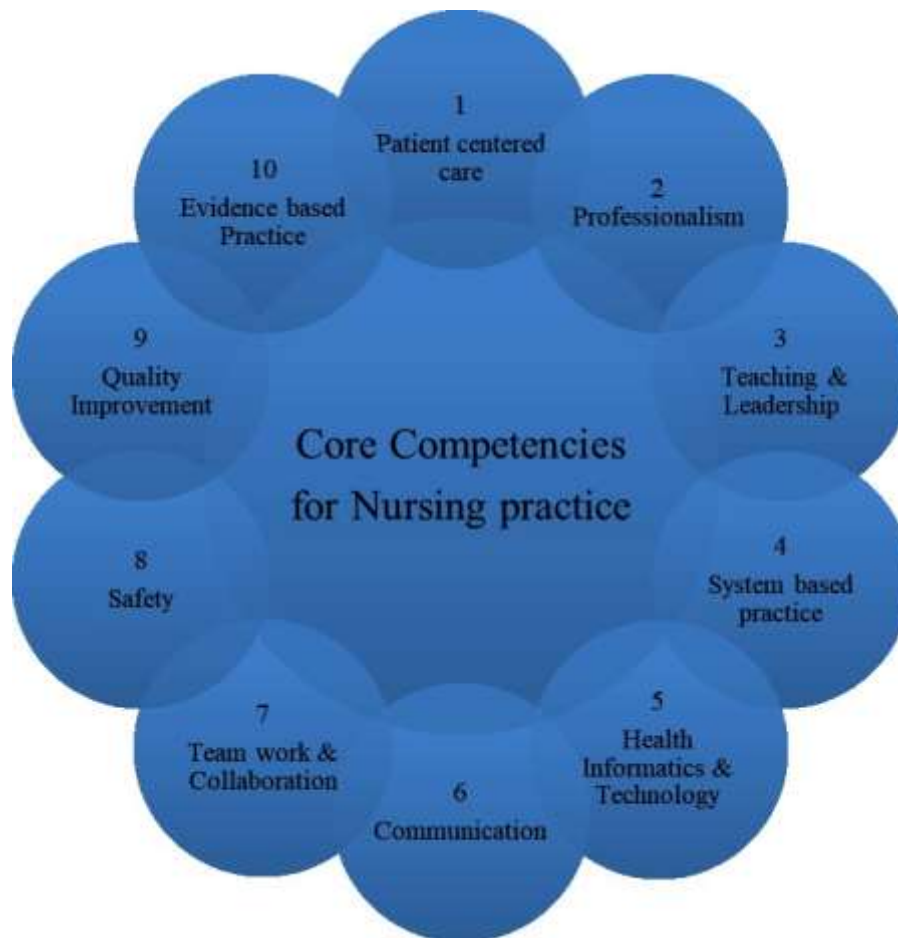 1
Patient centered
care
2
Professionalism
3
Teaching &
Leadership
4
System based
practice
5
Health
Informatics &
Technology
6
Communication
7
Team work &
Collaboration
8
Safety
9
Quality
Improvement
10
Evidence based
Practice
Core Competencies
for Nursing practice